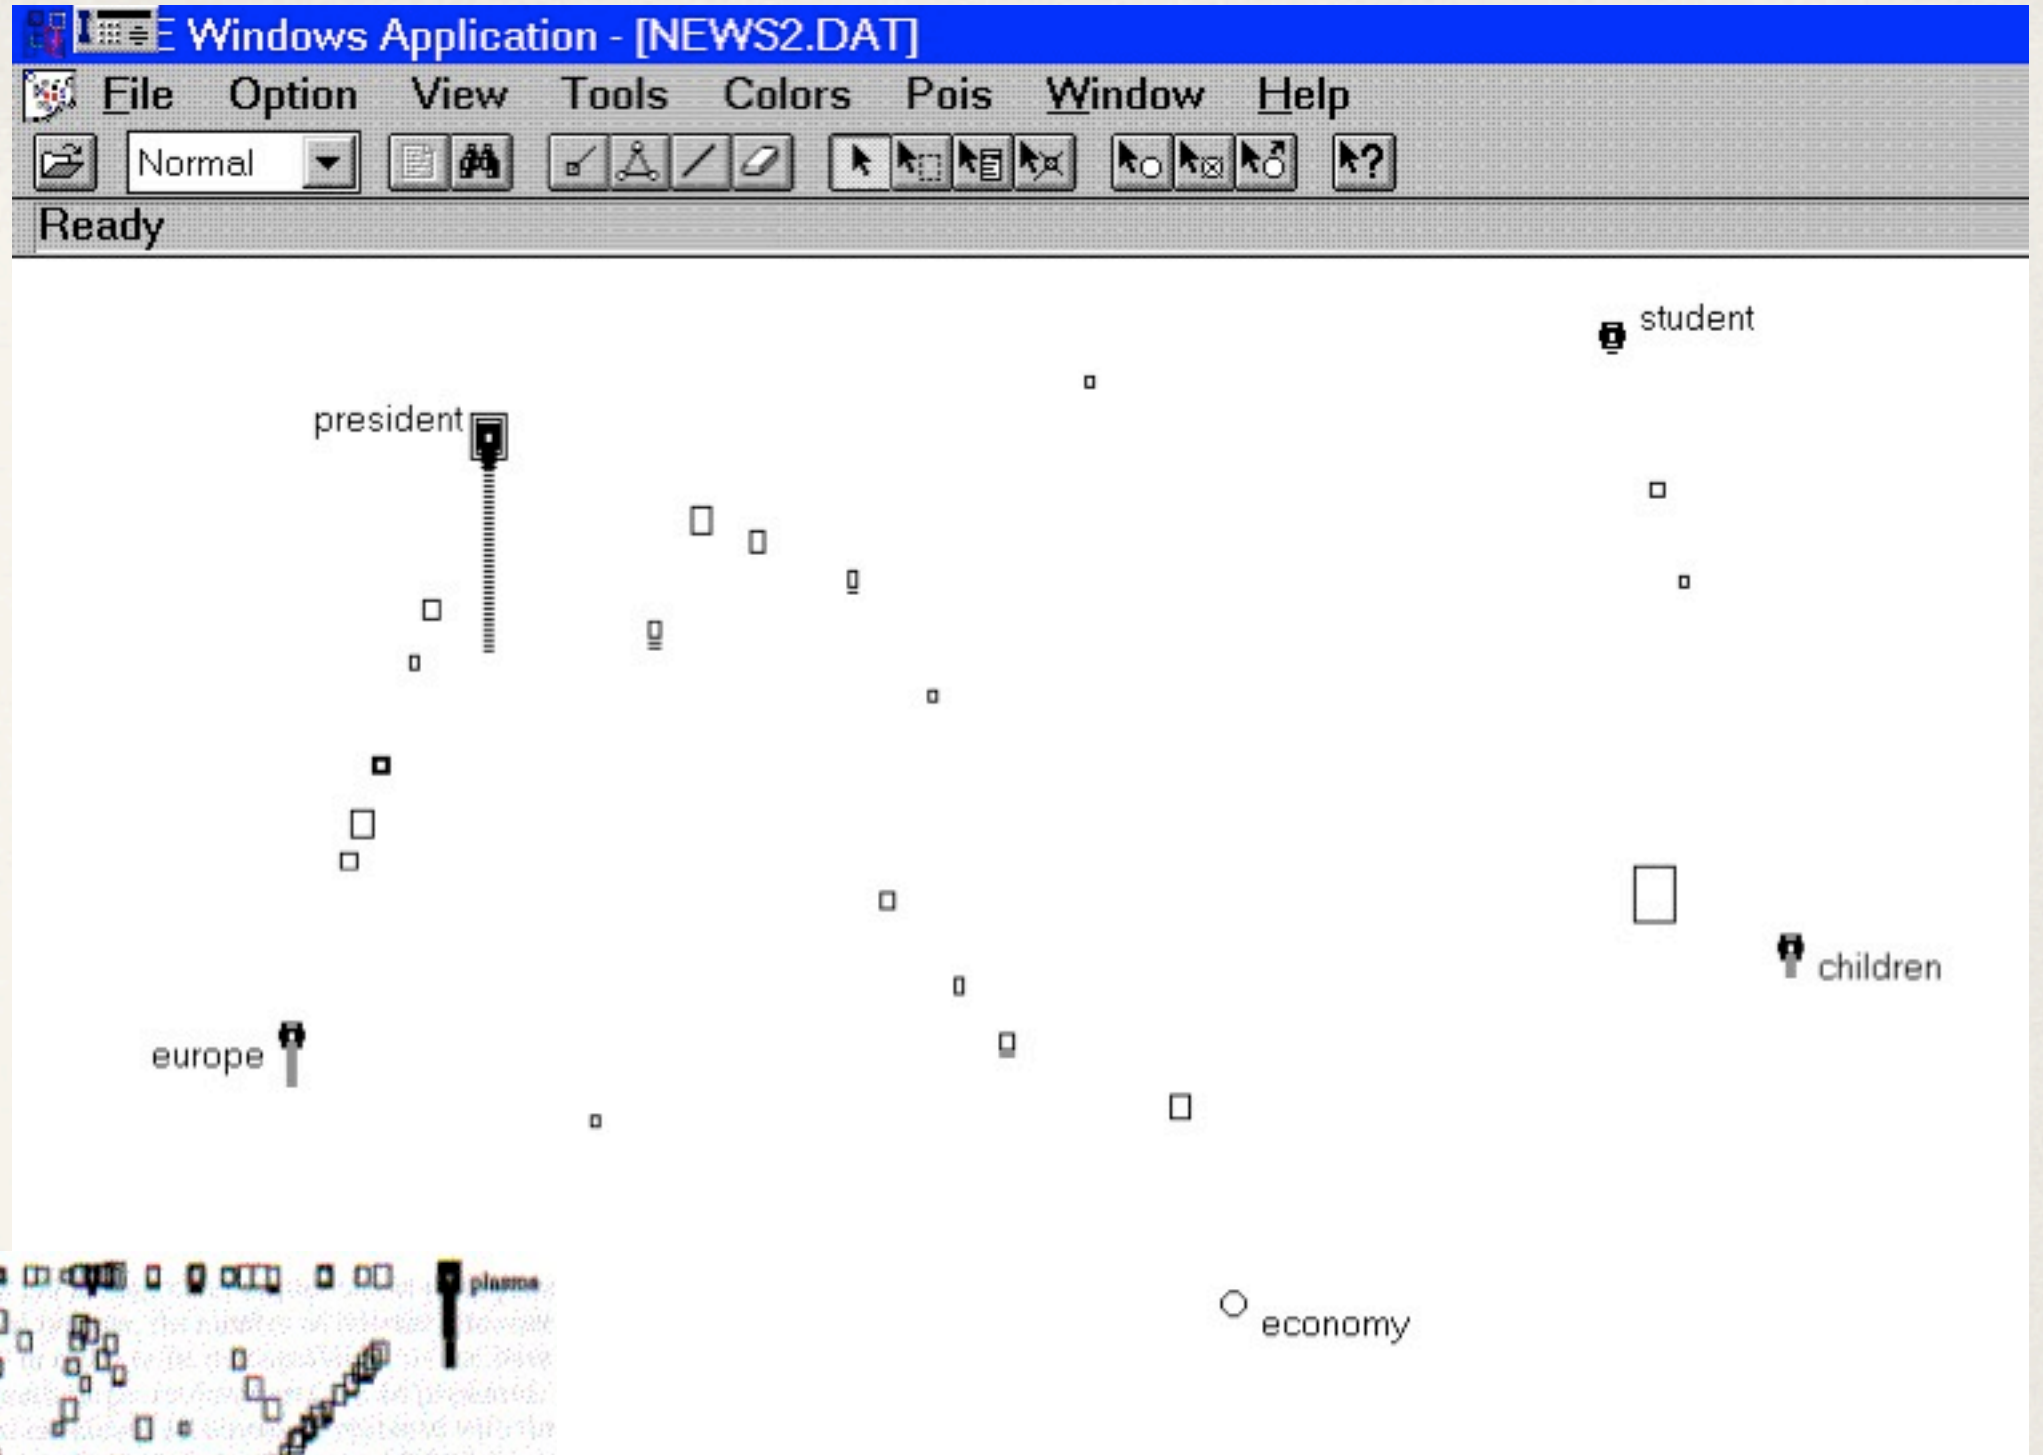 E Windows Application - [NEWS2.DAT]
File Option View Tools Colors Pois Window Help
Normal
Ready
student
president
children
europe
economy
plasma